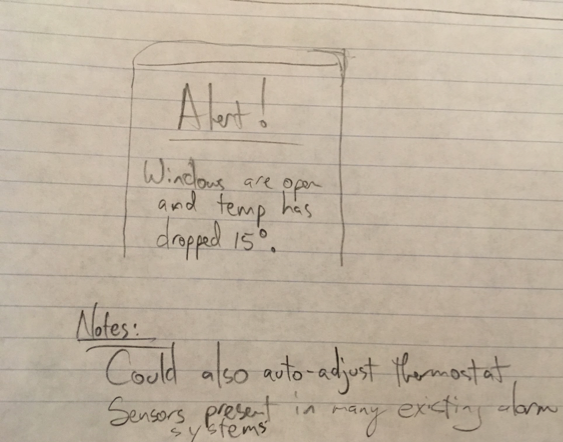 Alert!
Windows are open
and temp has
dropped 15°.
Notes:
Could also auto-adjust thermostat
Sensors present in many existing alarm
systems